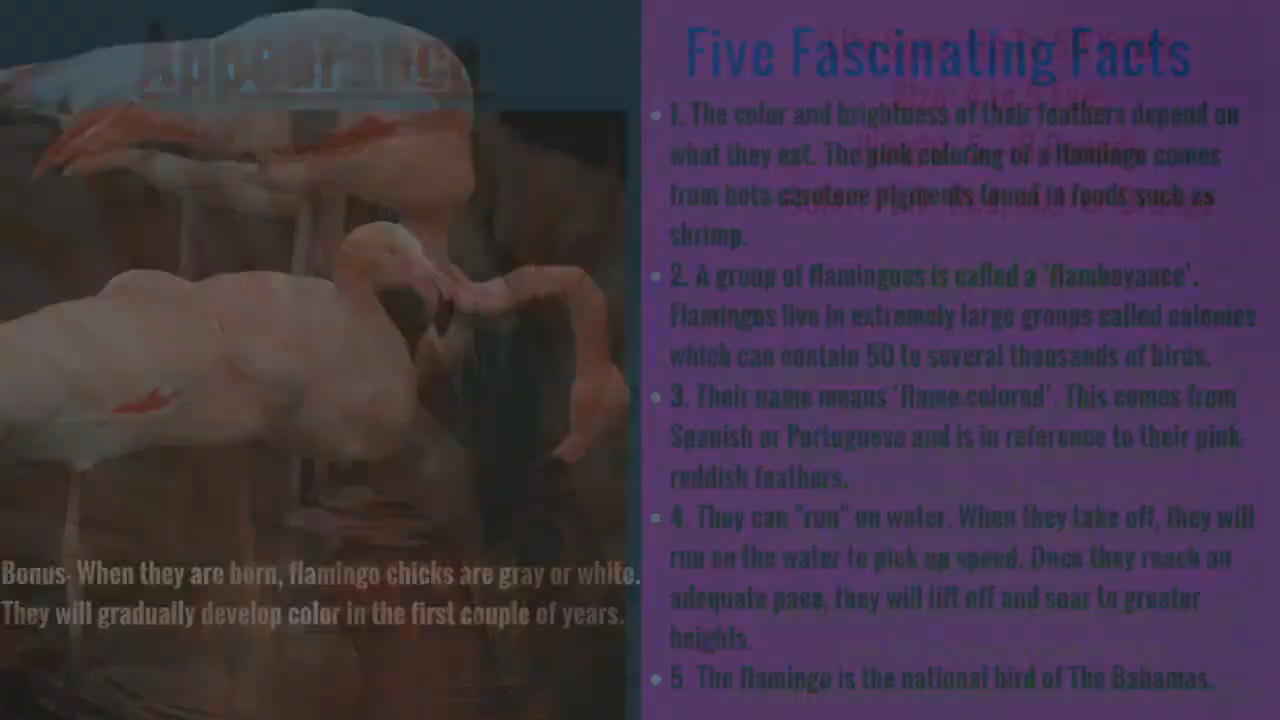 Appearance
Five Fascinating Facts
1. The color and brightness of their feathers depend on
what they eat. The pink coloring of a flamingo comes
from beta carotene pigments found in foods such as
shrimp.
2. A group of flamingoes is called a 'flamboyance'.
Flamingos live in extremely large groups called colonies
which can contain 50 to several thousands of birds.
3. Their name means 'flame-colored'. This comes from
Spanish or Portuguese and is in reference to their pink-
reddish feathers.
4. They can "run" on water. When they take off, they will
run on the water to pick up speed. Once they reach an
adequate pace, they will lift off and soar to greater
heights.
5. The flamingo is the national bird of The Bahamas.
Bonus- When they are born, flamingo chicks are gray or white.
They will gradually develop color in the first couple of years.